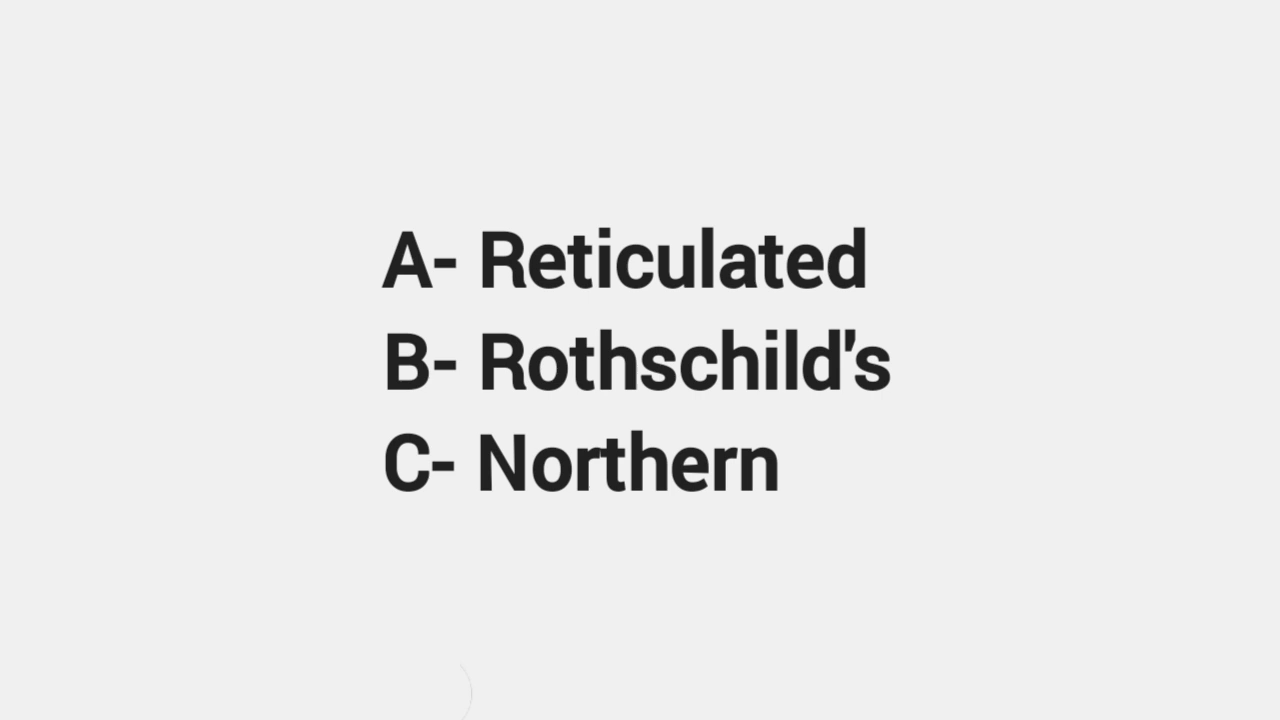 A- Reticulated
B- Rothschild's
C- Northern